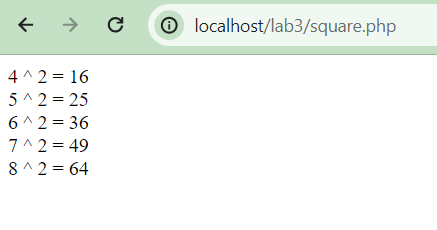 localhost/lab3/square.php
4 ^ 2 = 16
5 ^ 2 = 25
6 ^ 2 = 36
7 ^ 2 = 49
8 ^ 2 = 64